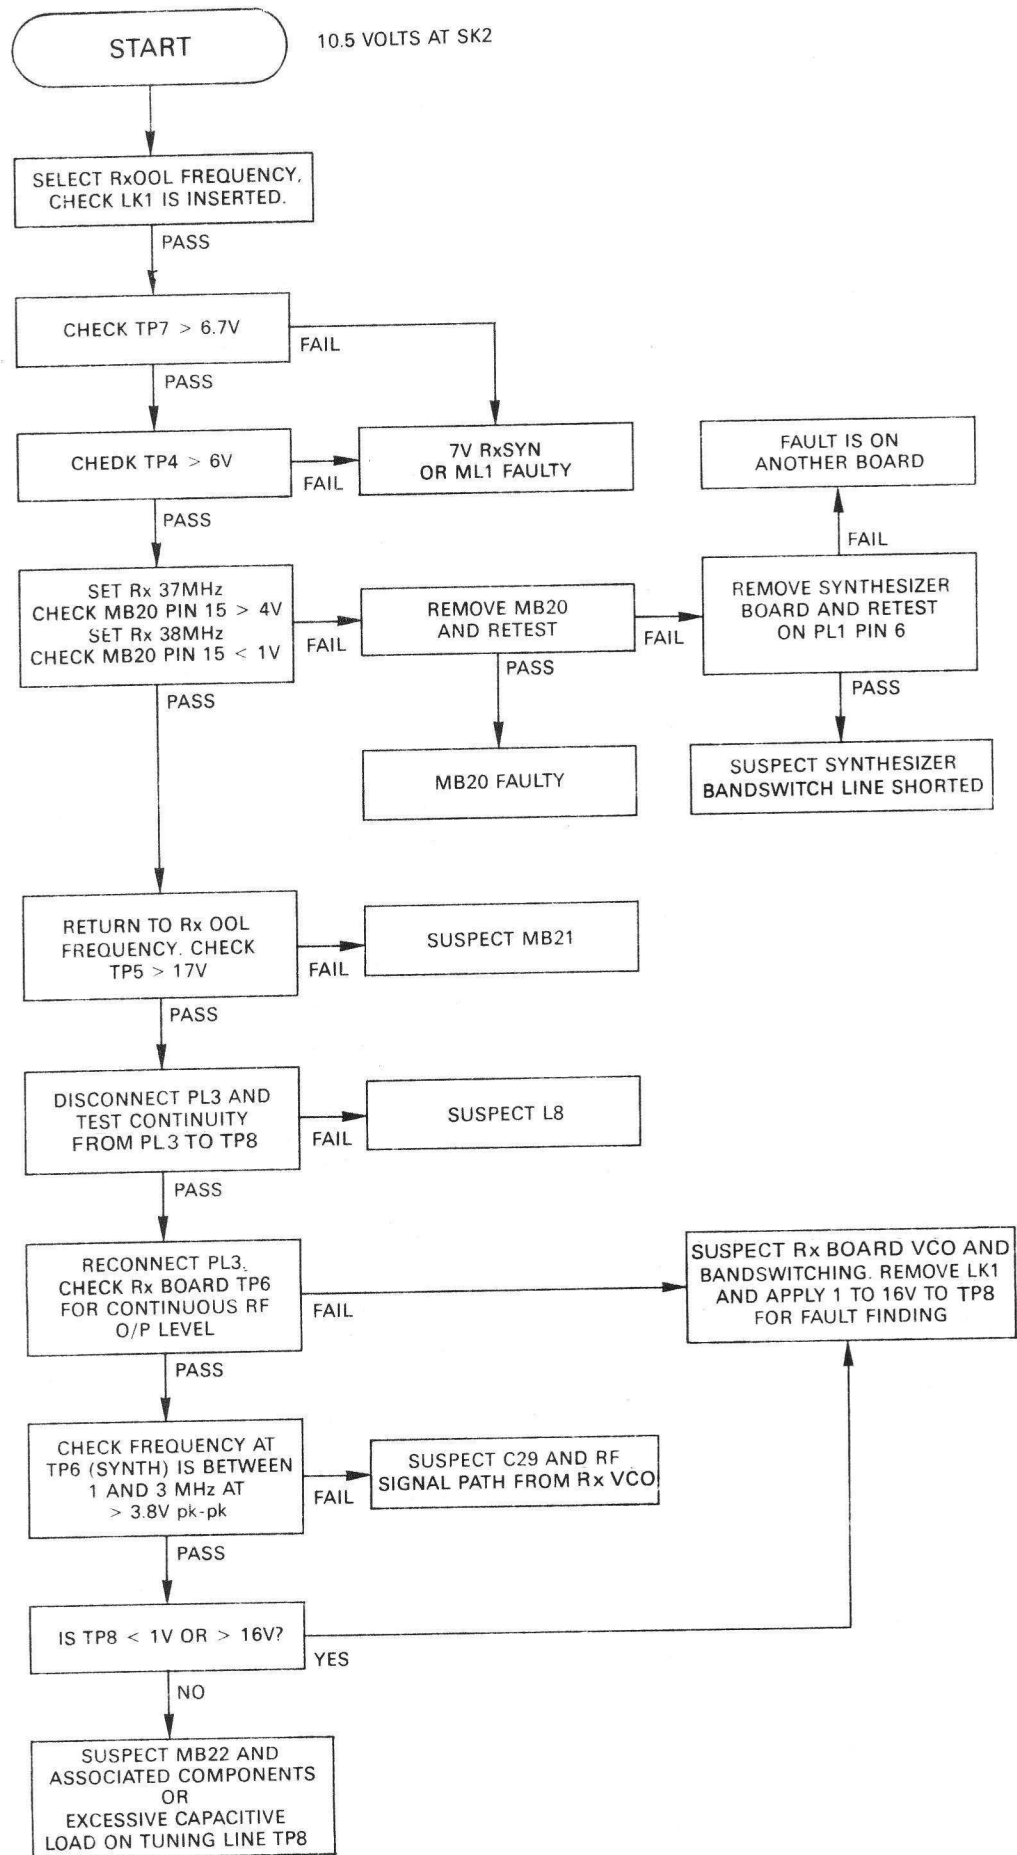 START
10.5 VOLTS AT SK2
SELECT RxOOL FREQUENCY,
CHECK LK1 IS INSERTED.
PASS
CHECK TP7 > 6.7V
FAIL
PASS
CHEDK TP4 > 6V
FAIL
7V RxSYN
OR ML1 FAULTY
FAULT IS ON
ANOTHER BOARD
PASS
FAIL
SET Rx 37MHz
CHECK MB20 PIN 15 > 4V
SET Rx 38MHz
CHECK MB20 PIN 15 < 1V
FAIL
REMOVE MB20
AND RETEST
FAIL
REMOVE SYNTHESIZER
BOARD AND RETEST
ON PL1 PIN 6
PASS
PASS
PASS
MB20 FAULTY
SUSPECT SYNTHESIZER
BANDSWITCH LINE SHORTED
RETURN TO Rx OOL
FREQUENCY. CHECK
TP5 > 17V
FAIL
SUSPECT MB21
PASS
DISCONNECT PL3 AND
TEST CONTINUITY
FROM PL3 TO TP8
FAIL
SUSPECT L8
PASS
RECONNECT PL3.
CHECK Rx BOARD TP6
FOR CONTINUOUS RF
O/P LEVEL
FAIL
SUSPECT Rx BOARD VCO AND
BANDSWITCHING. REMOVE LK1
AND APPLY 1 TO 16V TO TP8
FOR FAULT FINDING
PASS
CHECK FREQUENCY AT
TP6 (SYNTH) IS BETWEEN
1 AND 3 MHz AT
> 3.8V pk-pk
FAIL
SUSPECT C29 AND RF
SIGNAL PATH FROM Rx VCO
PASS
IS TP8 < 1V OR > 16V?
YES
NO
SUSPECT MB22 AND
ASSOCIATED COMPONENTS
OR
EXCESSIVE CAPACITIVE
LOAD ON TUNING LINE TP8